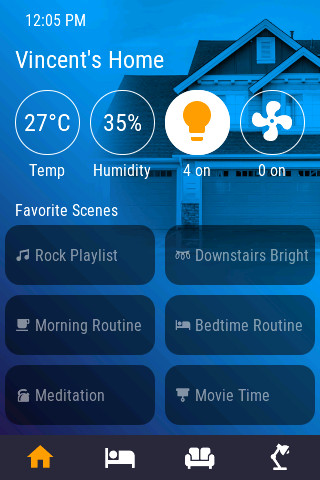 12:05 PM
Vincent's Home
27°C
35%
Temp
Humidity
4 on
0 on
Favorite Scenes
Rock Playlist
Downstairs Bright
Morning Routine
Bedtime Routine
Meditation
Movie Time